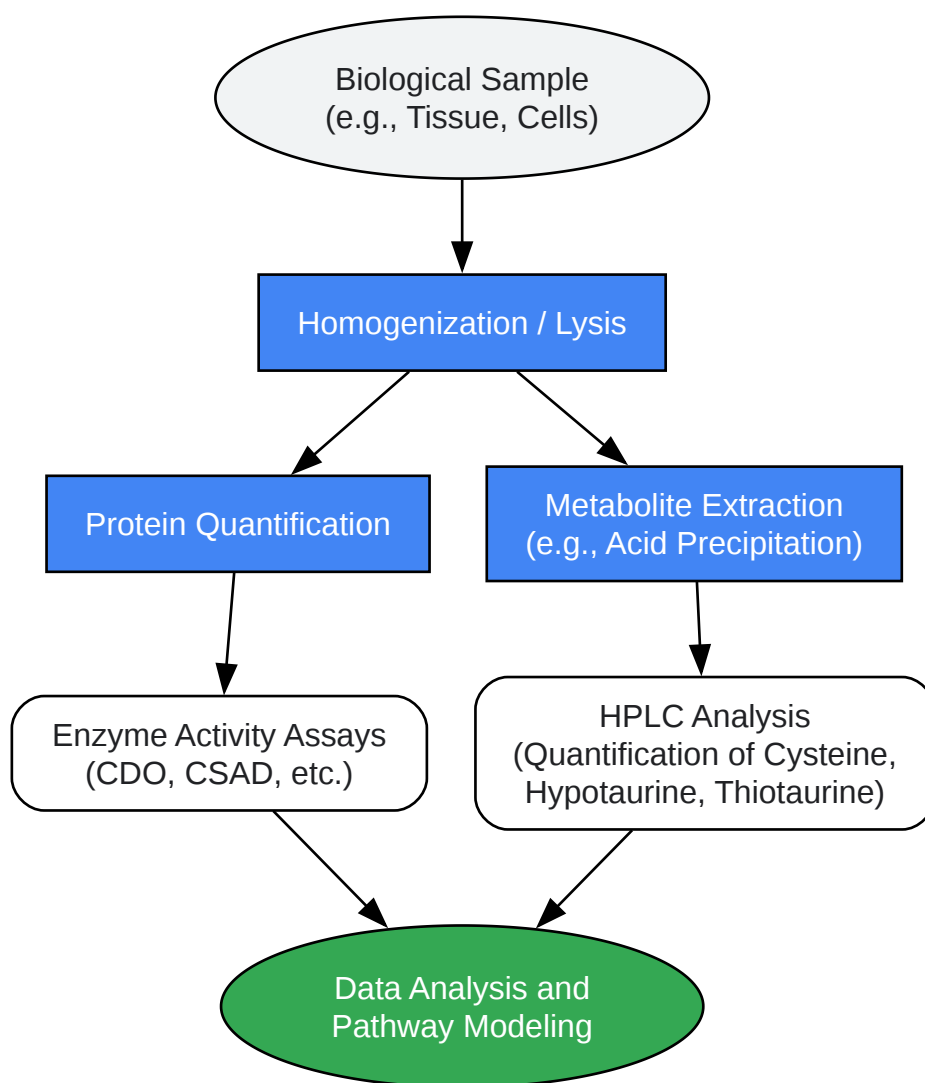 Biological Sample
(e.g., Tissue, Cells)
Homogenization / Lysis
Protein Quantification
Metabolite Extraction
(e.g., Acid Precipitation)
Enzyme Activity Assays
(CDO, CSAD, etc.)
HPLC Analysis
(Quantification of Cysteine,
Hypotaurine, Thiotaurine)
Data Analysis and
Pathway Modeling